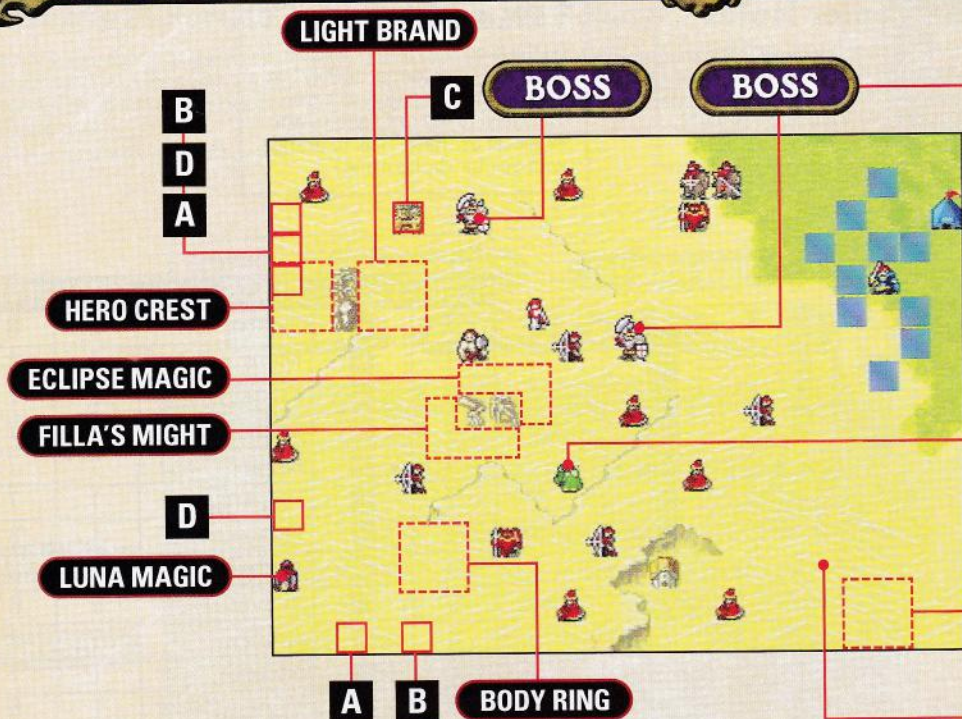 LIGHT BRAND
C
BOSS
BOSS
B
D
A
HERO CREST
ECLIPSE MAGIC
FILLA'S MIGHT
D
LUNA MAGIC
A
B
BODY RING